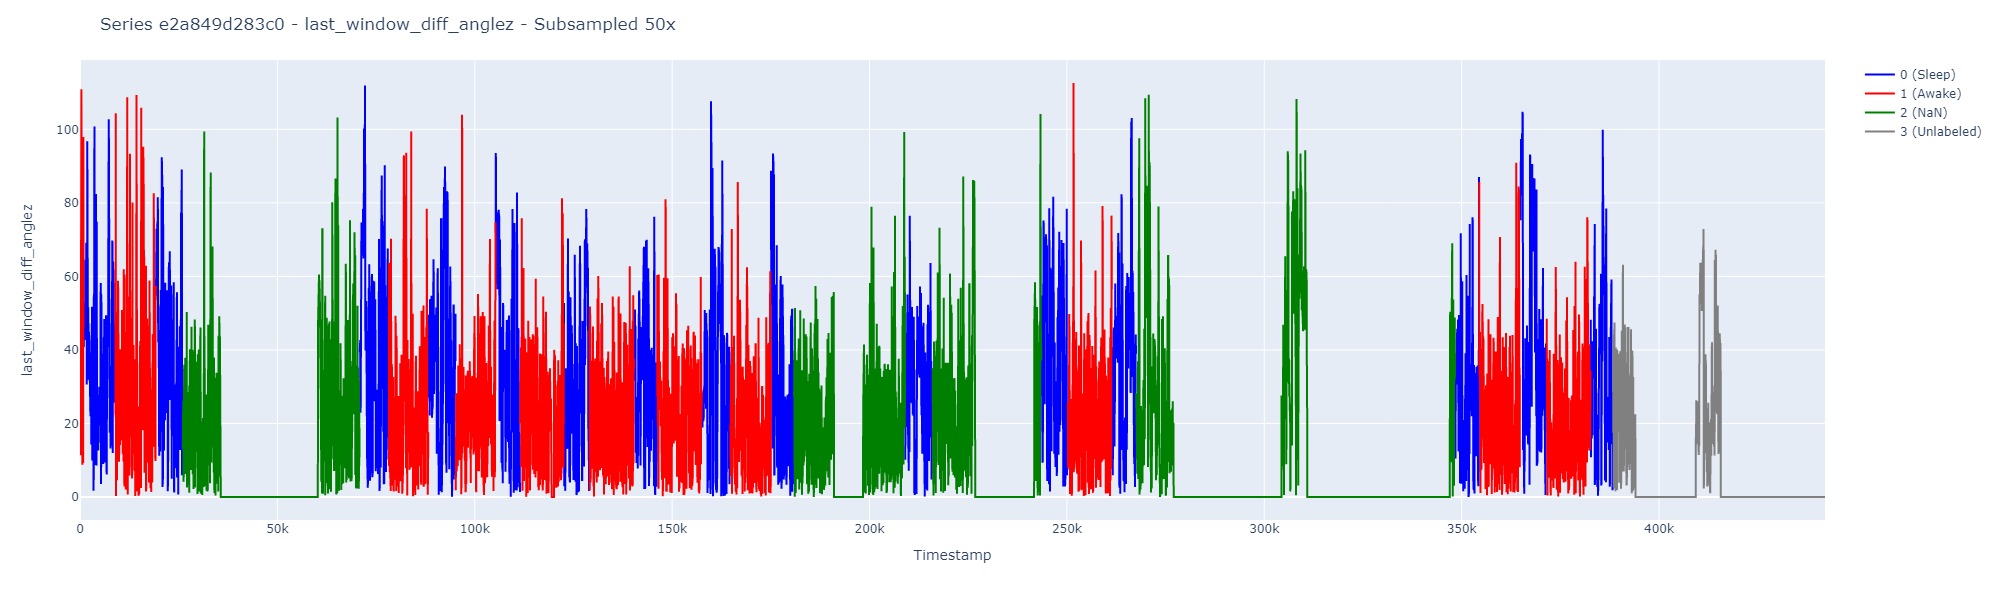 Series e2a849d283c0 - last_window_diff_anglez - Subsampled 50x
0 (Sleep)
1 (Awake)
2 (NaN)
3 (Unlabeled)
last_window_diff_anglez
100
80
60
40
20
0
0 50k 100k 150k 200k 250k 300k 350k 400k
Timestamp